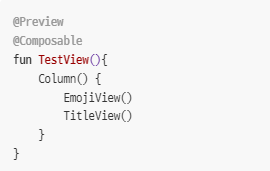 @Preview
@Composable
fun TestView(){
    Column() {
        EmojiView()
        TitleView()
    }
}